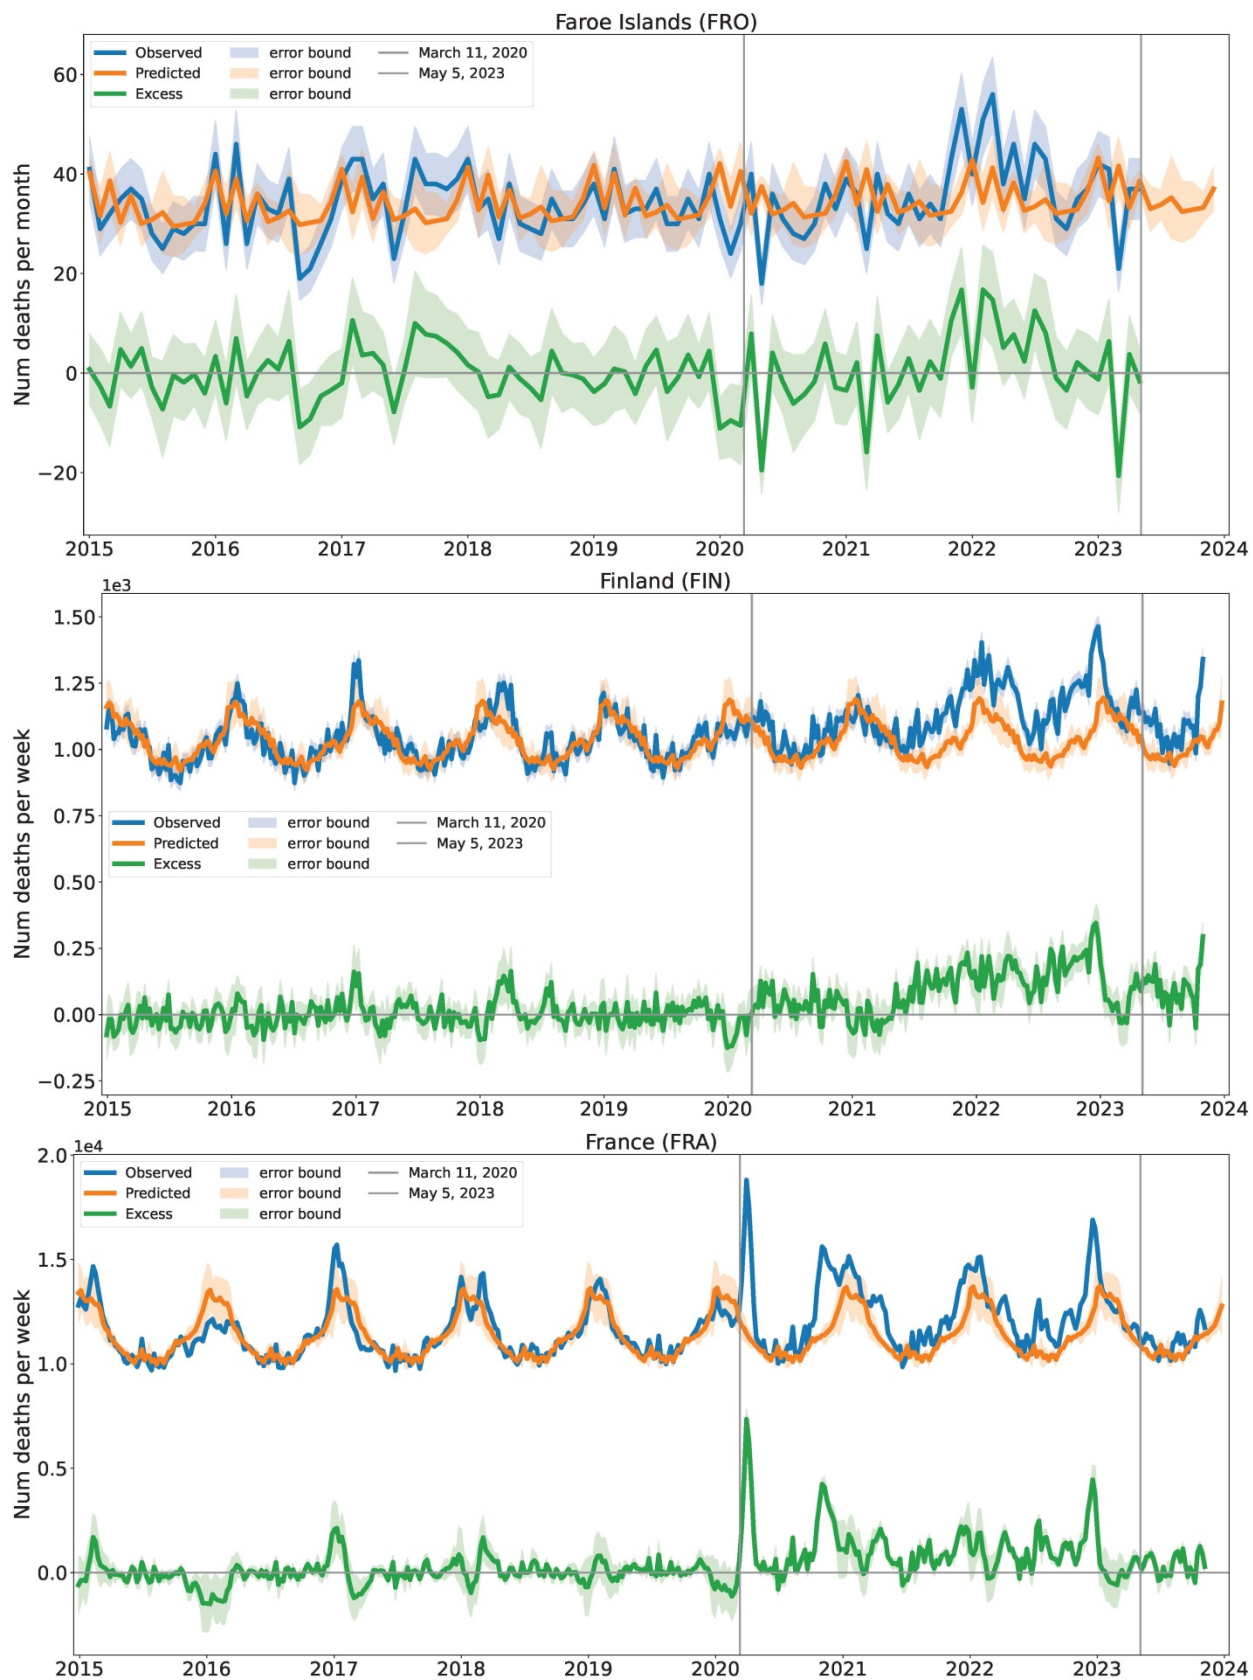 Faroe Islands (FRO)
Observed error bound March 11, 2020
Predicted error bound May 5, 2023
Excess error bound
Num deaths per month
60
40
20
0
−20
2015 2016 2017 2018 2019 2020 2021 2022 2023 2024
Finland (FIN)
1e3
Num deaths per week
1.50
1.25
1.00
0.75
Observed error bound March 11, 2020
Predicted error bound May 5, 2023
Excess error bound
0.50
0.25
0.00
−0.25
2015 2016 2017 2018 2019 2020 2021 2022 2023 2024
France (FRA)
1e4
Observed error bound March 11, 2020
Predicted error bound May 5, 2023
Excess error bound
Num deaths per week
2.0
1.5
1.0
0.5
0.0
2015 2016 2017 2018 2019 2020 2021 2022 2023 2024